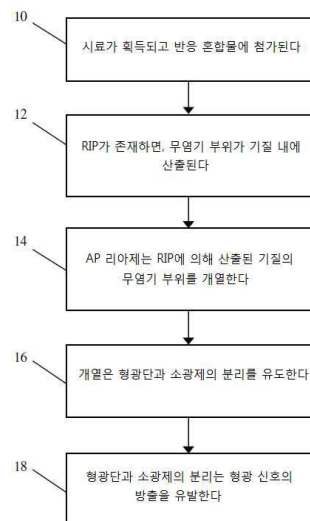 10
시료가 획득되고 반응 혼합물에 첨가된다
12
RIP가 존재하면, 무염기 부위가 기질 내에
산출된다
14
AP 리아제는 RIP에 의해 산출된 기질의
무염기 부위를 개열한다
16
개열은 형광단과 소광제의 분리를 유도한다
18
형광단과 소광제의 분리는 형광 신호의
방출을 유발한다